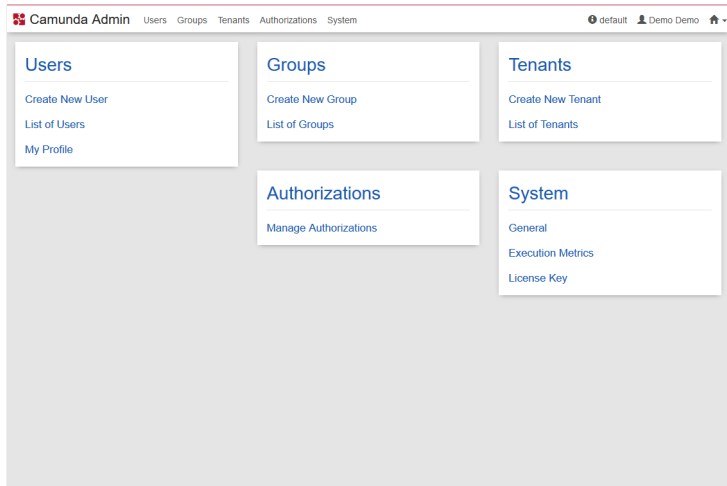 Camunda Admin Users Groups Tenants Authorizations System default Demo Demo
Users
Create New User
List of Users
My Profile
Groups
Create New Group
List of Groups
Tenants
Create New Tenant
List of Tenants
Authorizations
Manage Authorizations
System
General
Execution Metrics
License Key